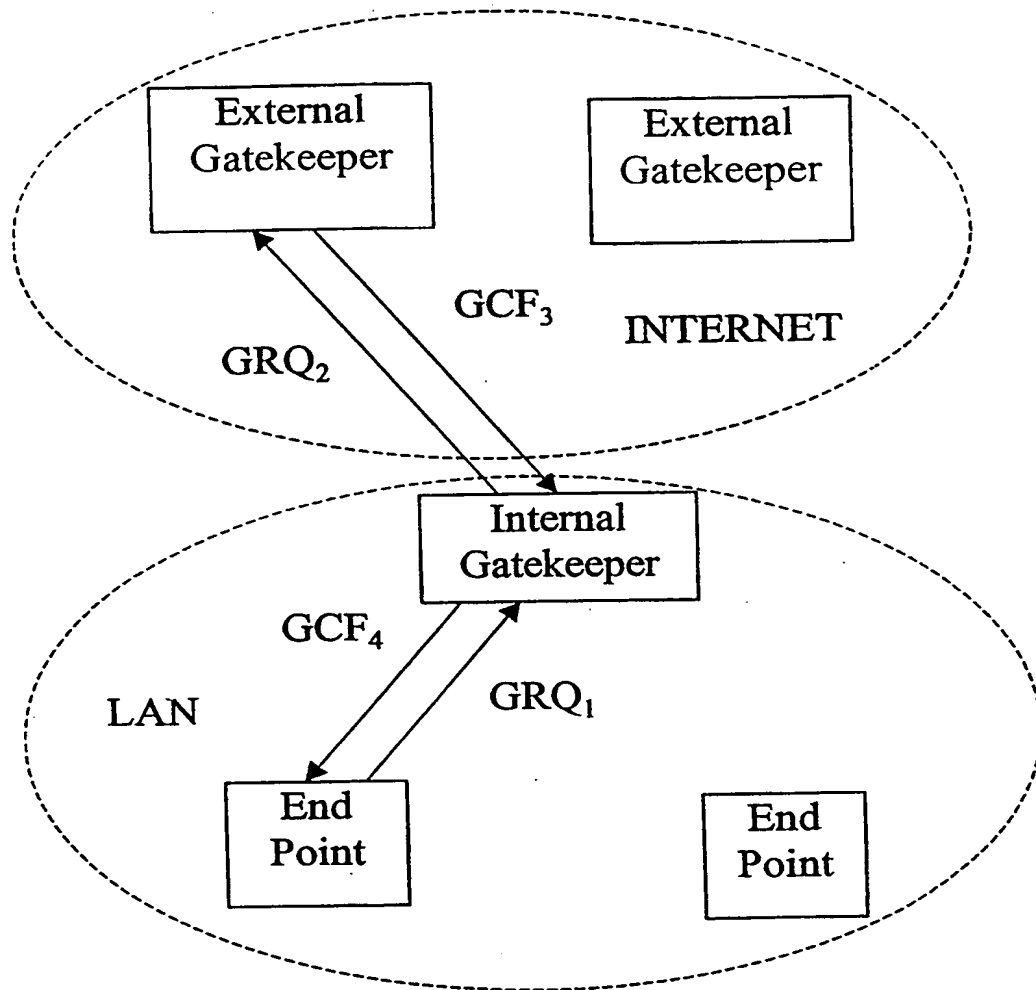 External
Gatekeeper
External
Gatekeeper
GCF₃
INTERNET
GRQ₂
Internal
Gatekeeper
GCF₄
GRQ₁
LAN
End
Point
End
Point